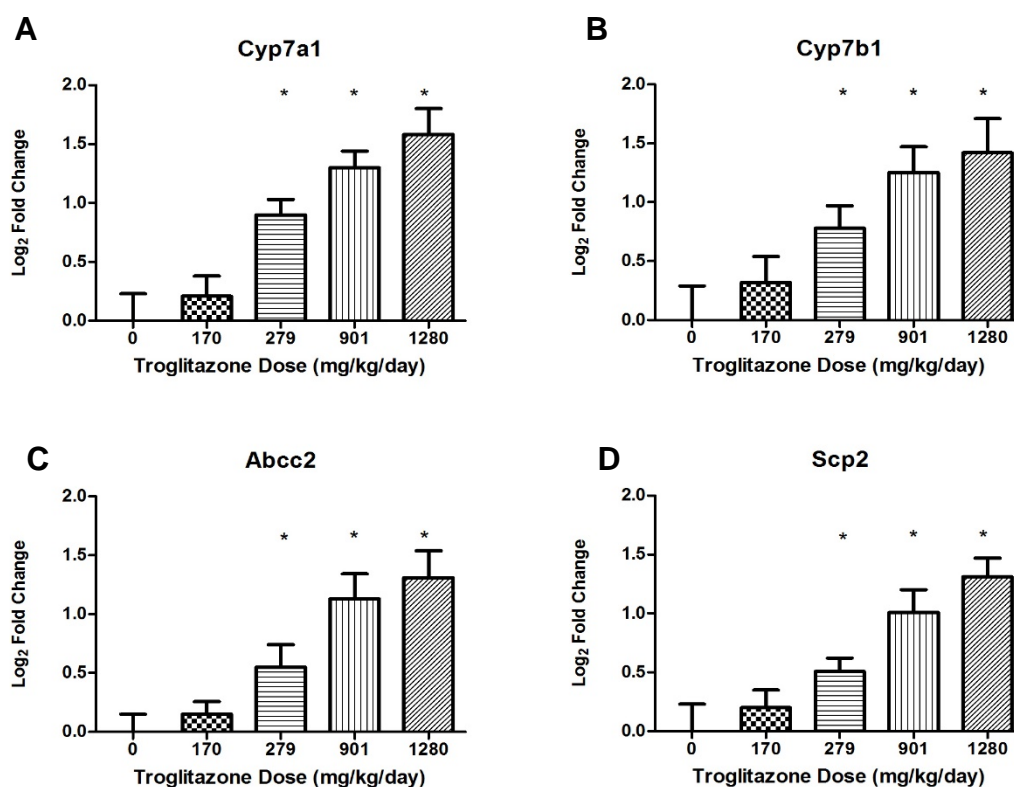 A
Cyp7a1
Log₂ Fold Change
2.0
1.5
1.0
0.5
0.0
* * *
0 170 279 901 1280
Troglitazone Dose (mg/kg/day)
B
Cyp7b1
Log₂ Fold Change
2.0
1.5
1.0
0.5
0.0
* * *
0 170 279 901 1280
Troglitazone Dose (mg/kg/day)
C
Abcc2
Log₂ Fold Change
2.0
1.5
1.0
0.5
0.0
* * *
0 170 279 901 1280
Troglitazone Dose (mg/kg/day)
D
Scp2
Log₂ Fold Change
2.0
1.5
1.0
0.5
0.0
* * *
0 170 279 901 1280
Troglitazone Dose (mg/kg/day)